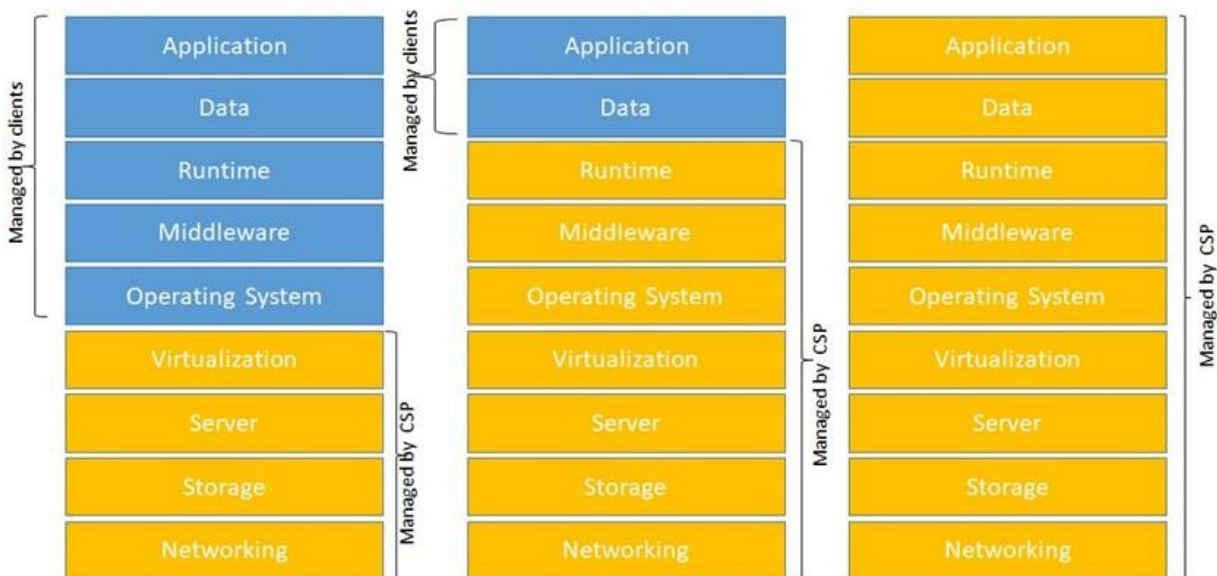 Managed by clients
Application
Data
Runtime
Middleware
Operating System
Virtualization
Server
Storage
Networking
Managed by CSP
Managed by clients
Application
Data
Runtime
Middleware
Operating System
Virtualization
Server
Storage
Networking
Managed by CSP
Application
Data
Runtime
Middleware
Operating System
Virtualization
Server
Storage
Networking
Managed by CSP